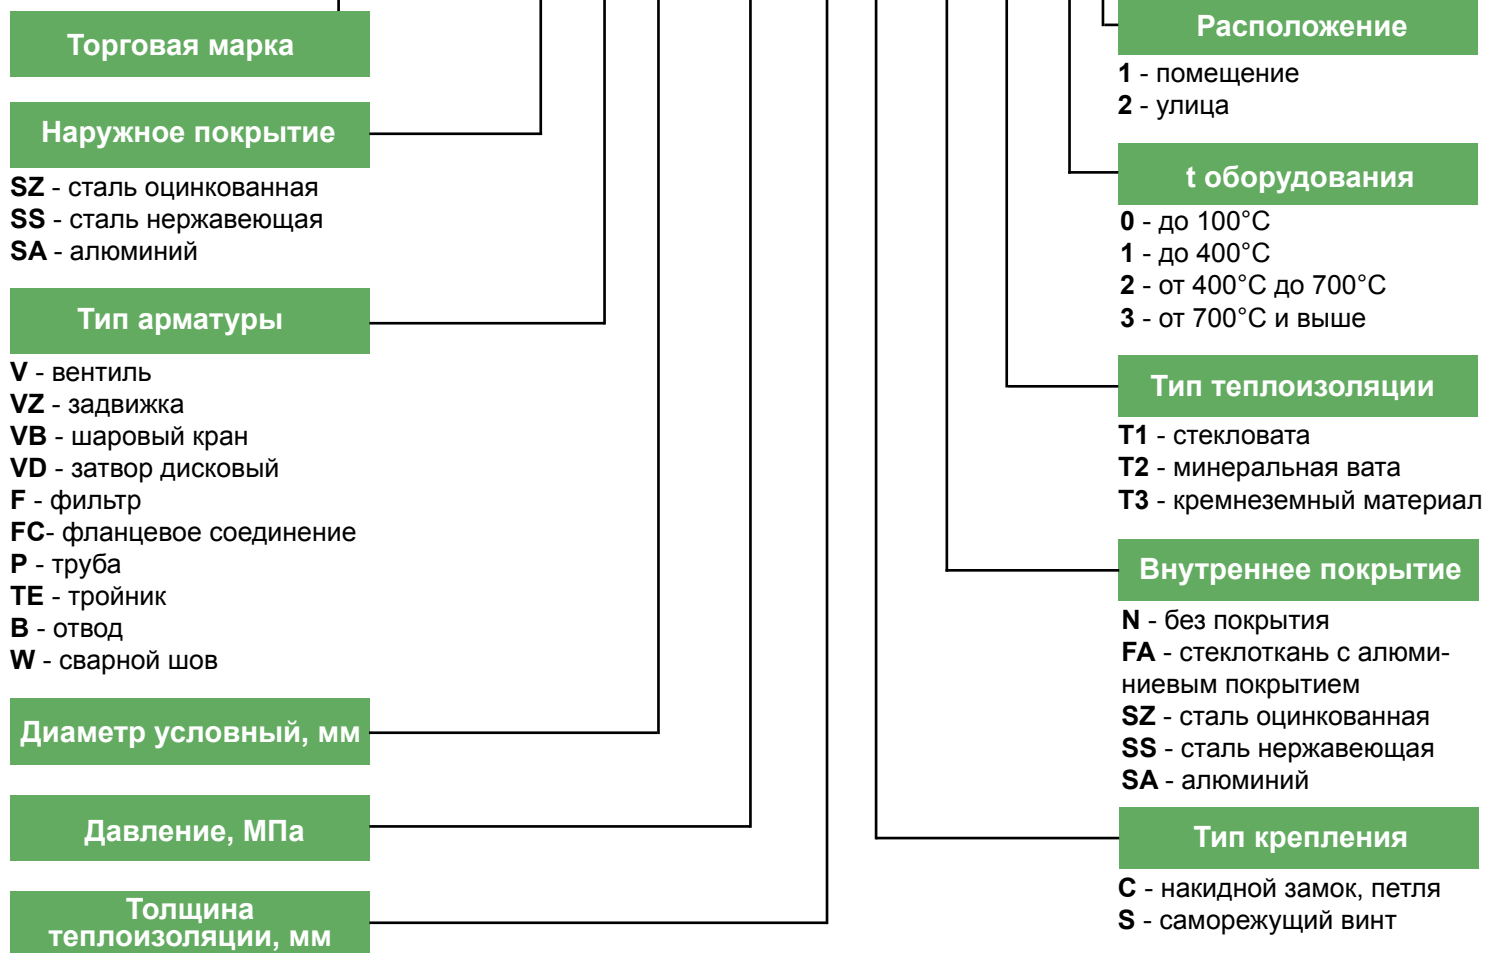 Торговая марка
Наружное покрытие
SZ - сталь оцинкованная
SS - сталь нержавеющая
SA - алюминий
Тип арматуры
V - вентиль
VZ - задвижка
VB - шаровый кран
VD - затвор дисковый
F - фильтр
FC- фланцевое соединение
P - труба
TE - тройник
B - отвод
W - сварной шов
Диаметр условный, мм
Давление, МПа
Толщина
теплоизоляции, мм
Расположение
1 - помещение
2 - улица
t оборудования
0 - до 100°С
1 - до 400°С
2 - от 400°С до 700°С
3 - от 700°С и выше
Тип теплоизоляции
T1 - стекловата
T2 - минеральная вата
T3 - кремнеземный материал
Внутреннее покрытие
N - без покрытия
FA - стеклоткань с алюми-
ниевым покрытием
SZ - сталь оцинкованная
SS - сталь нержавеющая
SA - алюминий
Тип крепления
C - накидной замок, петля
S - саморежущий винт